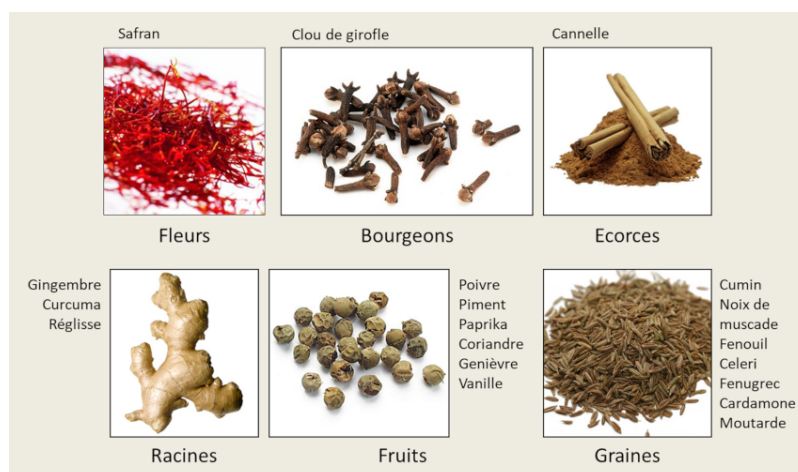 Safran
Clou de girofle
Cannelle
Fleurs
Bourgeons
Ecorces
Gingembre
Curcuma
Réglisse
Poivre
Piment
Paprika
Coriandre
Genièvre
Vanille
Cumin
Noix de
muscade
Fenouil
Celeri
Fenugrec
Cardamone
Moutarde
Racines
Fruits
Graines